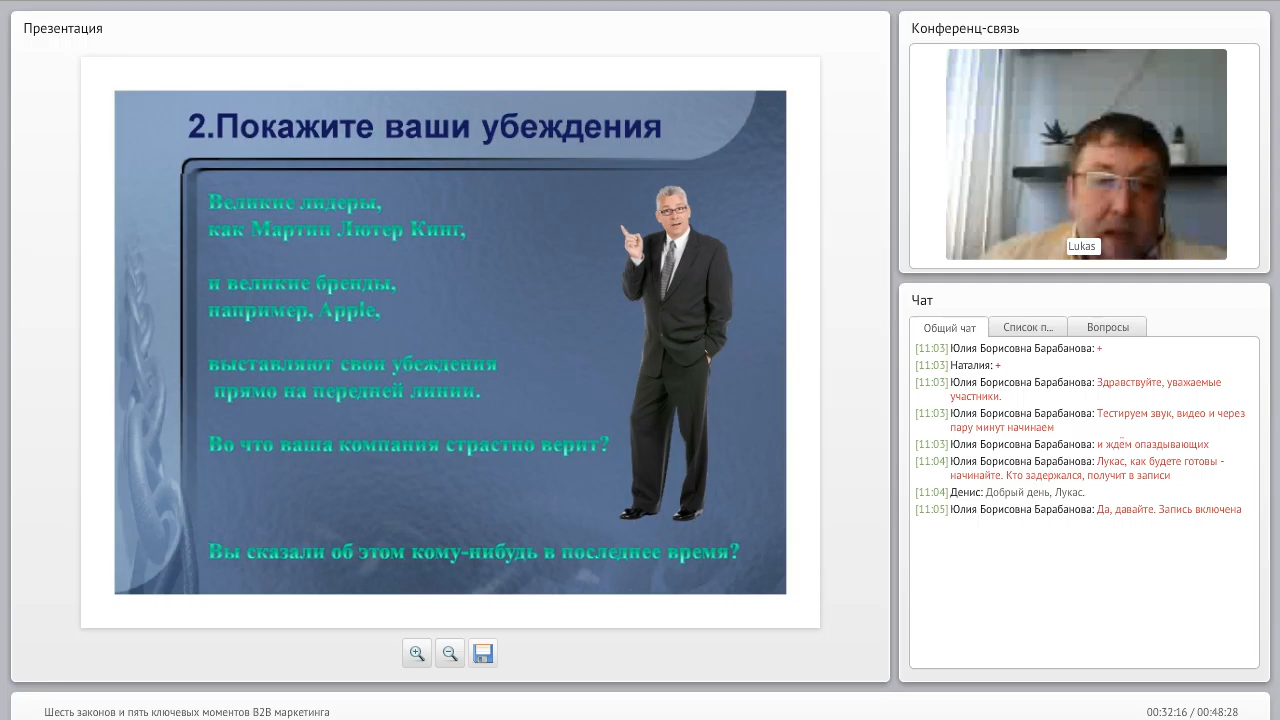 Презентация
2.Покажите ваши убеждения
Великие лидеры,
как Мартин Лютер Кинг,
и великие бренды,
например, Apple,
выставляют свои убеждения
прямо на передней линии.
Во что ваша компания страстно верит?
Вы сказали об этом кому-нибудь в последнее время?
Конференц-связь
Lukas
Чат
Общий чат
Список п...
Вопросы
[11:03] Юлия Борисовна Барабанова: +
[11:03] Наталия: +
[11:03] Юлия Борисовна Барабанова: Здравствуйте, уважаемые
участники.
[11:03] Юлия Борисовна Барабанова: Тестируем звук, видео и через
пару минут начинаем
[11:03] Юлия Борисовна Барабанова: и ждём опаздывающих
[11:04] Юлия Борисовна Барабанова: Лукас, как будете готовы -
начинайте. Кто задержался, получит в записи
[11:04] Денис: Добрый день, Лукас.
[11:05] Юлия Борисовна Барабанова: Да, давайте. Запись включена
Шесть законов и пять ключевых моментов B2B маркетинга
00:32:16 / 00:48:28